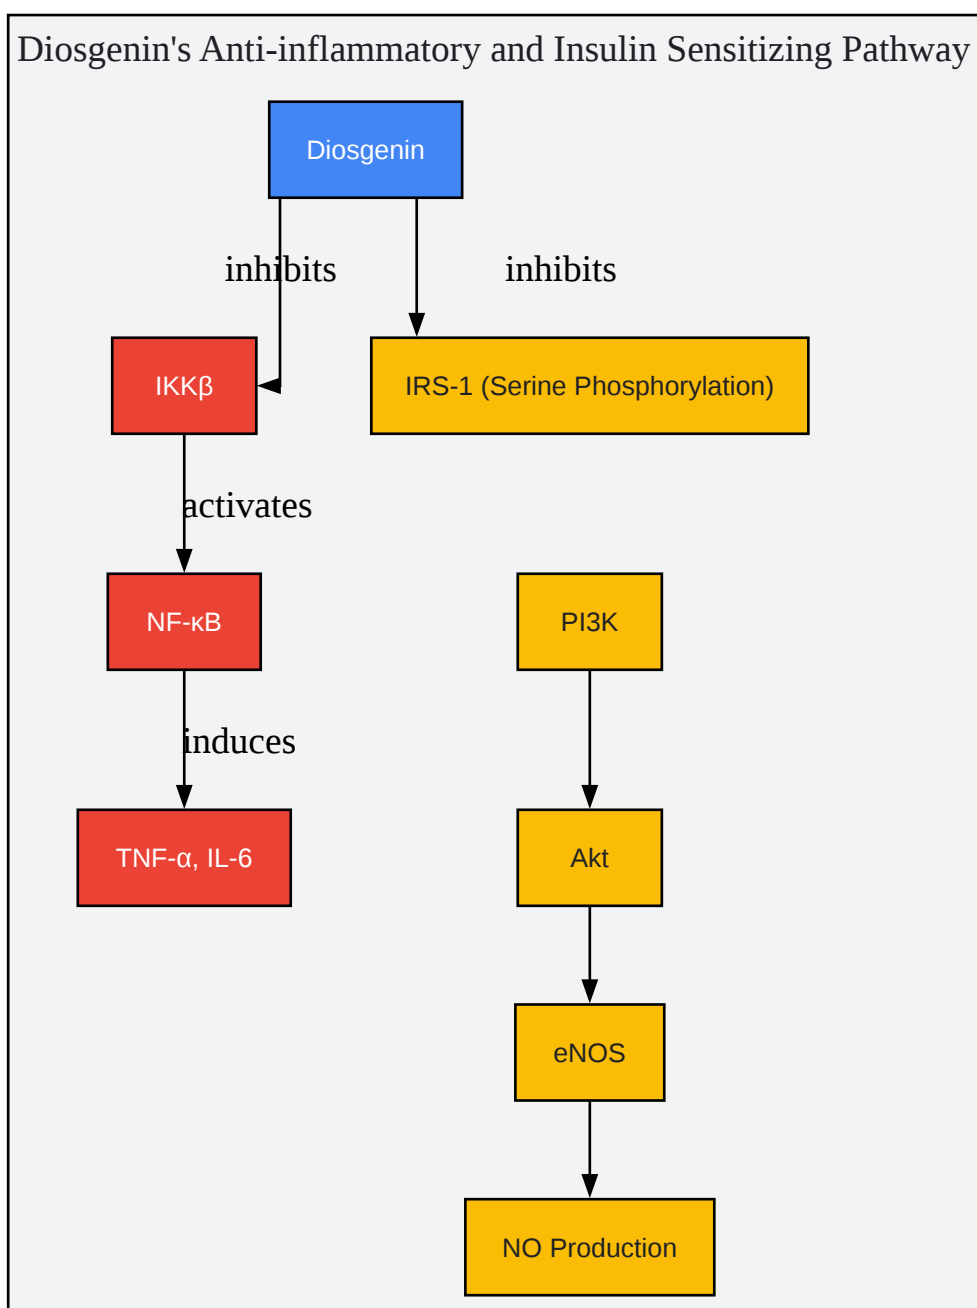 Diosgenin's Anti-inflammatory and Insulin Sensitizing Pathway
Diosgenin
inhibits
inhibits
IKKβ
IRS-1 (Serine Phosphorylation)
activates
NF-κB
PI3K
induces
TNF-α, IL-6
Akt
eNOS
NO Production